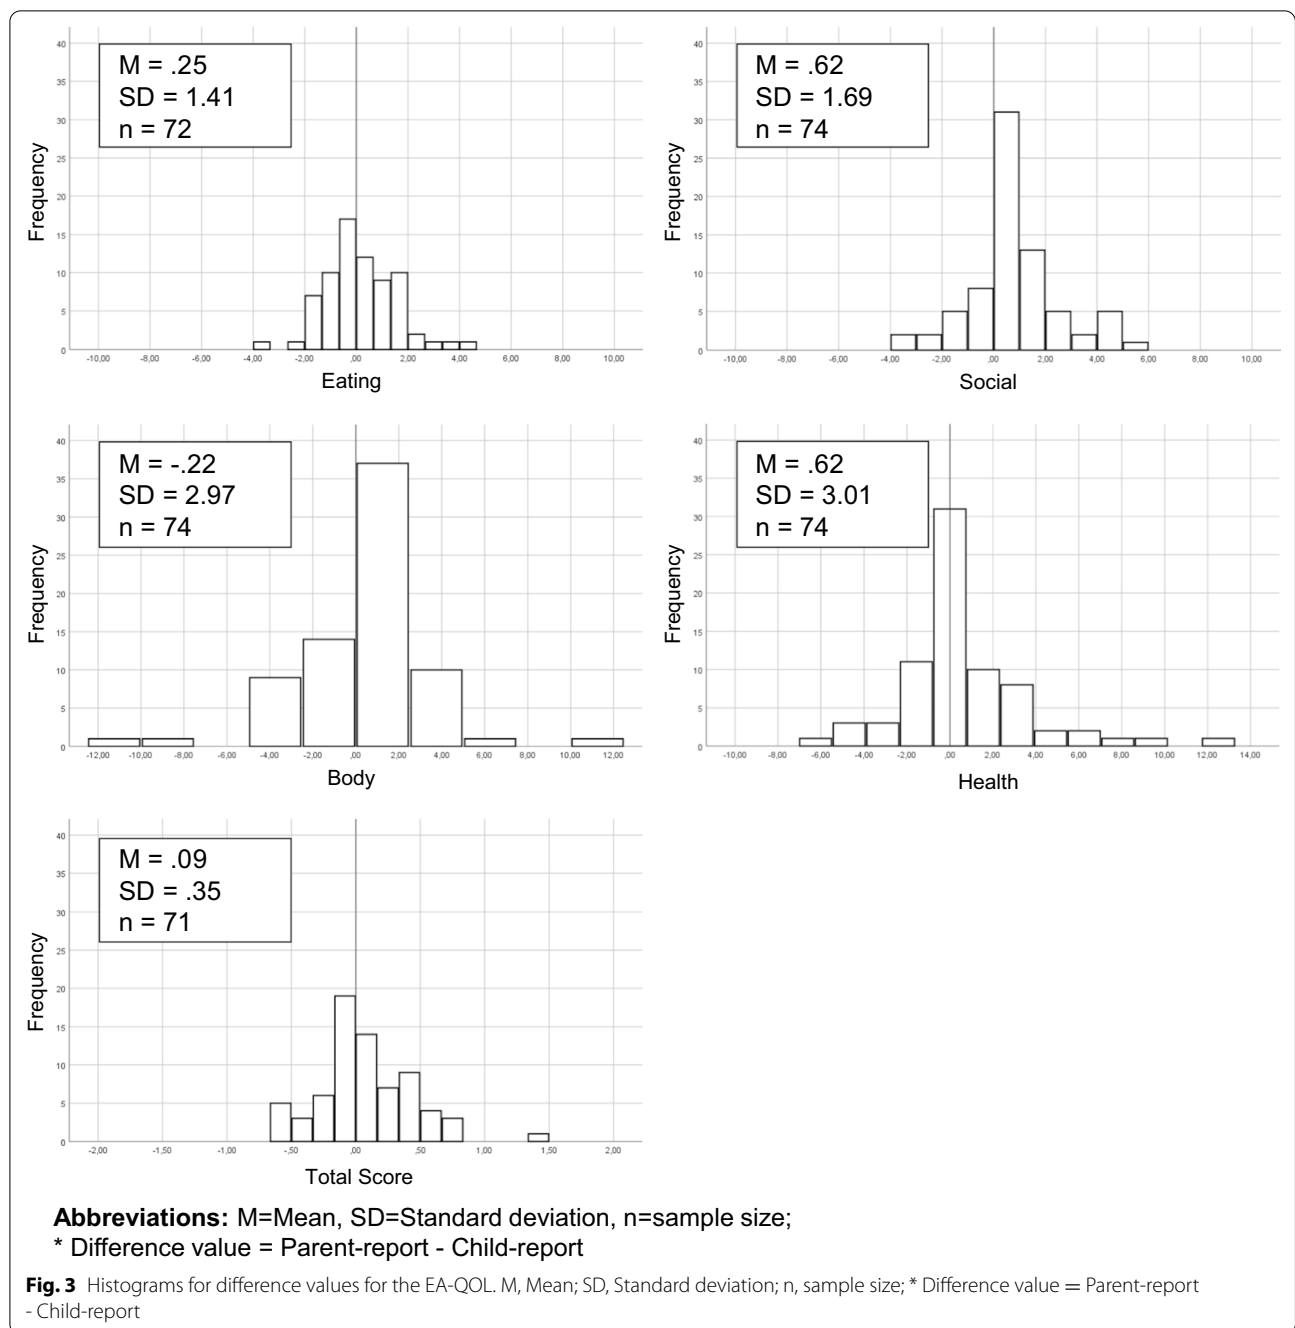 M = .25
SD = 1.41
n = 72
40
35
30
25
20
15
10
5
0
Frequency
-10,00 -8,00 -6,00 -4,00 -2,00 ,00 2,00 4,00 6,00 8,00 10,00
Eating
M = .62
SD = 1.69
n = 74
40
35
30
25
20
15
10
5
0
Frequency
-10,00 -8,00 -6,00 -4,00 -2,00 ,00 2,00 4,00 6,00 8,00 10,00
Social
M = -.22
SD = 2.97
n = 74
40
35
30
25
20
15
10
5
0
Frequency
-12,00 -10,00 -8,00 -6,00 -4,00 -2,00 ,00 2,00 4,00 6,00 8,00 10,00 12,00
Body
M = .62
SD = 3.01
n = 74
40
35
30
25
20
15
10
5
0
Frequency
-10,00 -8,00 -6,00 -4,00 -2,00 ,00 2,00 4,00 6,00 8,00 10,00 12,00 14,00
Health
M = .09
SD = .35
n = 71
40
35
30
25
20
15
10
5
0
Frequency
-2,00 -1,50 -1,00 -,50 ,00 ,50 1,00 1,50 2,00
Total Score
Abbreviations: M=Mean, SD=Standard deviation, n=sample size;
* Difference value = Parent-report - Child-report
Fig. 3 Histograms for difference values for the EA-QOL. M, Mean; SD, Standard deviation; n, sample size; * Difference value = Parent-report
- Child-report